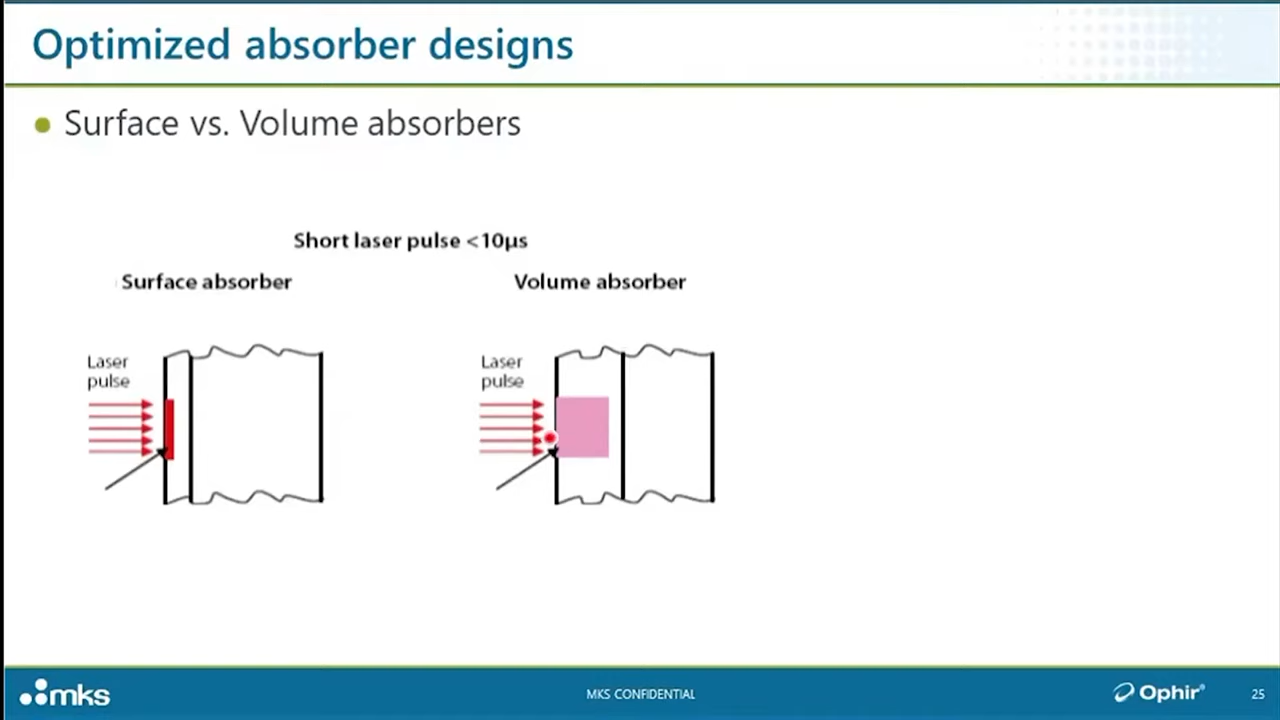 Optimized absorber designs
Surface vs. Volume absorbers
Short laser pulse <10µs
Surface absorber
Volume absorber
Laser
pulse
Laser
pulse
mks
MKS CONFIDENTIAL
Ophir®
25